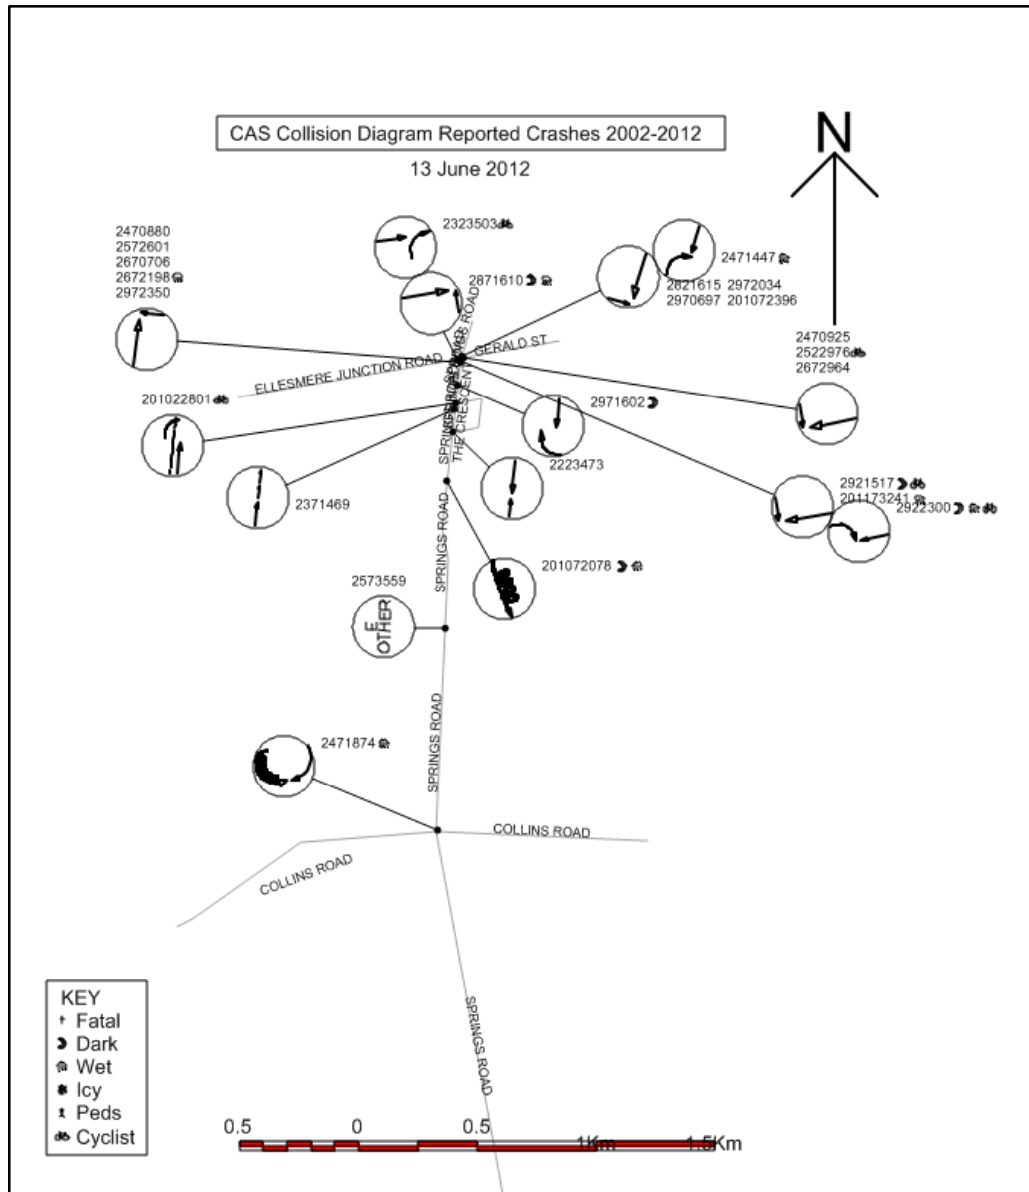 CAS Collision Diagram Reported Crashes 2002-2012
13 June 2012
N
2470880
2572601
2670706
2672198
2972350
2323503
2871610
2471447
2821615 2972034
2970697 201072396
2470925
2522976
2672964
GERALD ST
ELLESMERE JUNCTION ROAD
SPRINGS ROAD
THE CRESCENT
201022801
2971602
2223473
2371469
2921517
201173241
2922300
SPRINGS ROAD
201072078
2573559
E
OTHER
SPRINGS ROAD
2471874
COLLINS ROAD
COLLINS ROAD
SPRINGS ROAD
KEY
Fatal
Dark
Wet
Icy
Peds
Cyclist
0.5 0 0.5 1Km 1.5Km